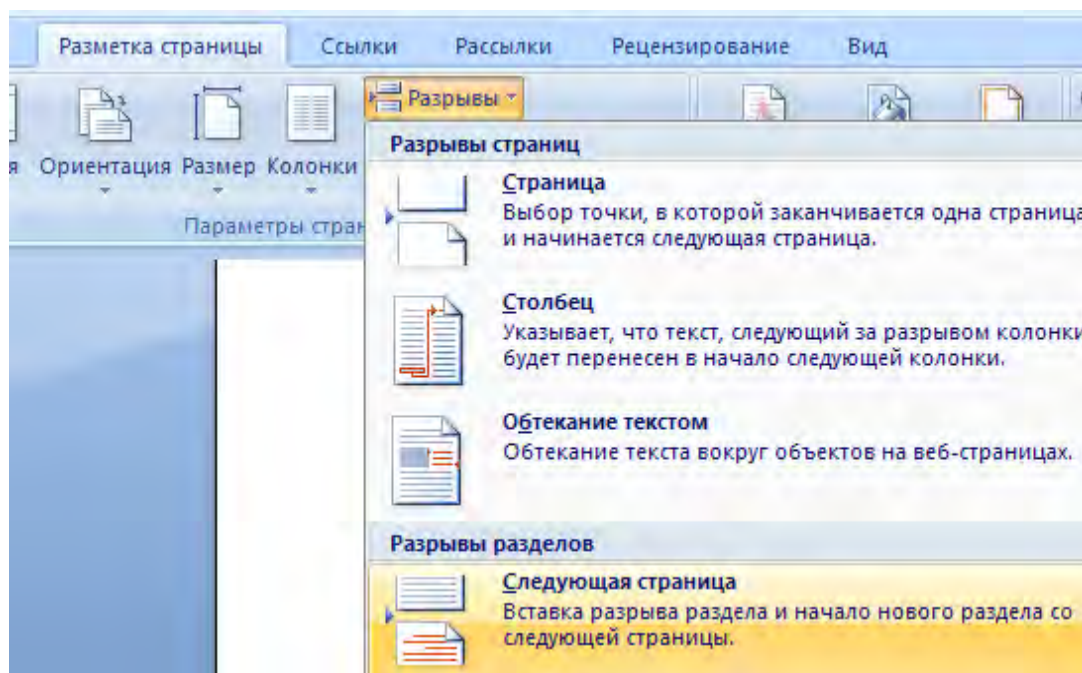 Разметка страницы Ссылки Рассылки Рецензирование Вид
Разрывы
Ориентация Размер Колонки
Параметры стран
Разрывы страниц
Страница
Выбор точки, в которой заканчивается одна страница
и начинается следующая страница.
Столбец
Указывает, что текст, следующий за разрывом колонки
будет перенесен в начало следующей колонки.
Обтекание текстом
Обтекание текста вокруг объектов на веб-страницах.
Разрывы разделов
Следующая страница
Вставка разрыва раздела и начало нового раздела со
следующей страницы.